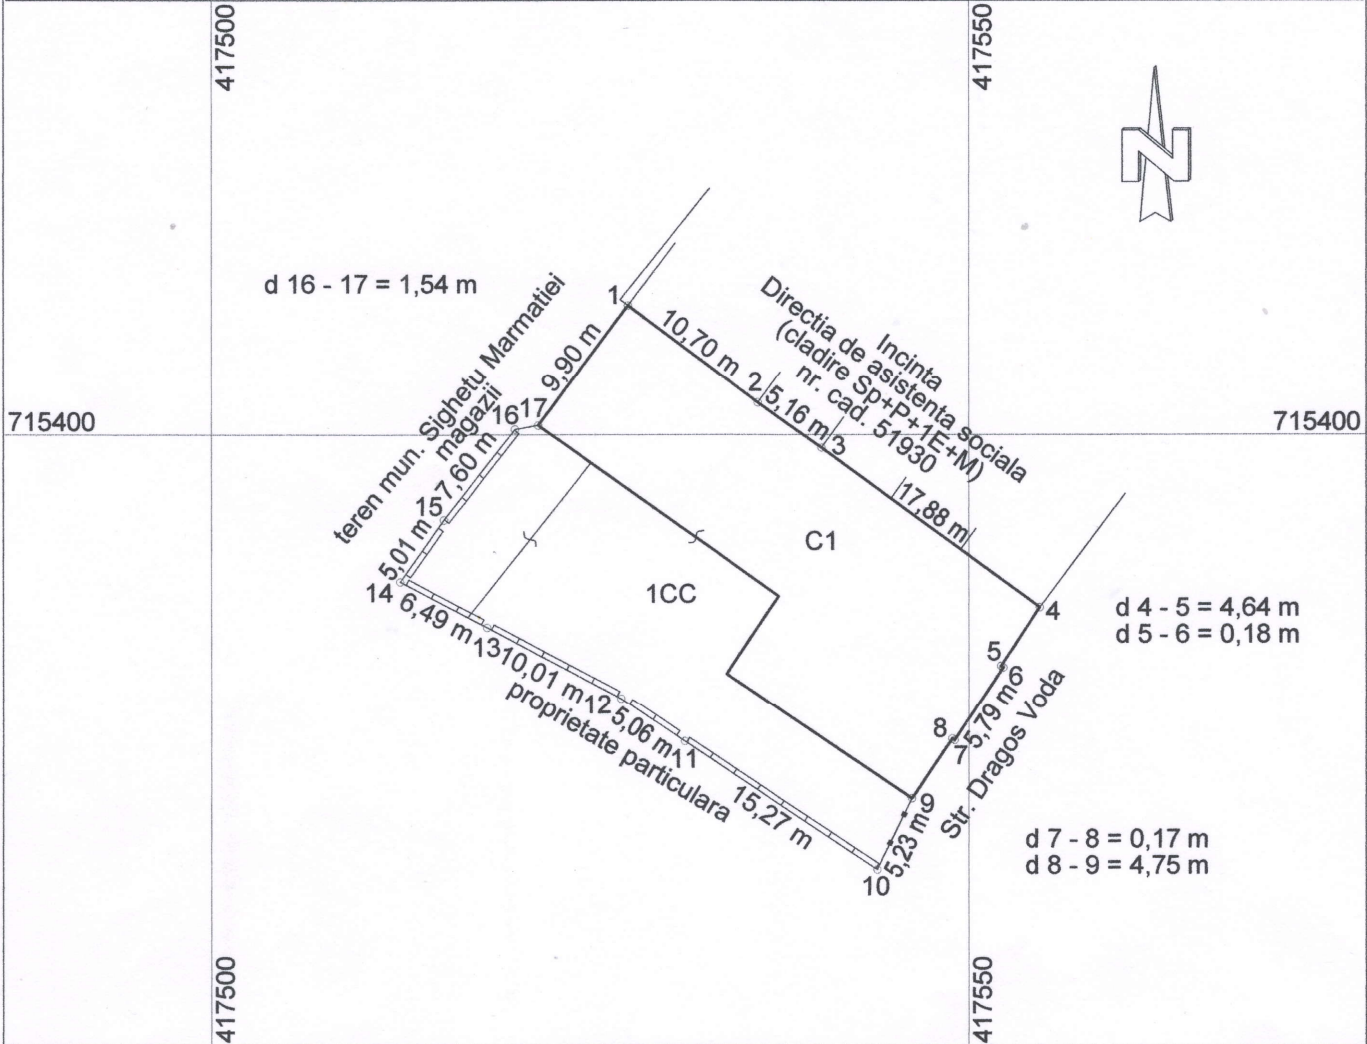 417500
417550
N
d 16 - 17 = 1,54 m
1
10,70 m
2
5,16 m
3
17,88 m
Incinta
Directia de asistenta sociala
(cladire Sp+P+1E+M)
nr. cad. 51930
teren mun. Sighetu Marmatiei
magazii
9,90 m
16
17
715400
715400
7,60 m
15
5,01 m
14
C1
1CC
4
d 4 - 5 = 4,64 m
d 5 - 6 = 0,18 m
5
6
5,79 m
8
7
Str. Dragos Voda
6,49 m
13
10,01 m
12
5,06 m
11
proprietate particulara
15,27 m
9
5,23 m
10
d 7 - 8 = 0,17 m
d 8 - 9 = 4,75 m
417500
417550